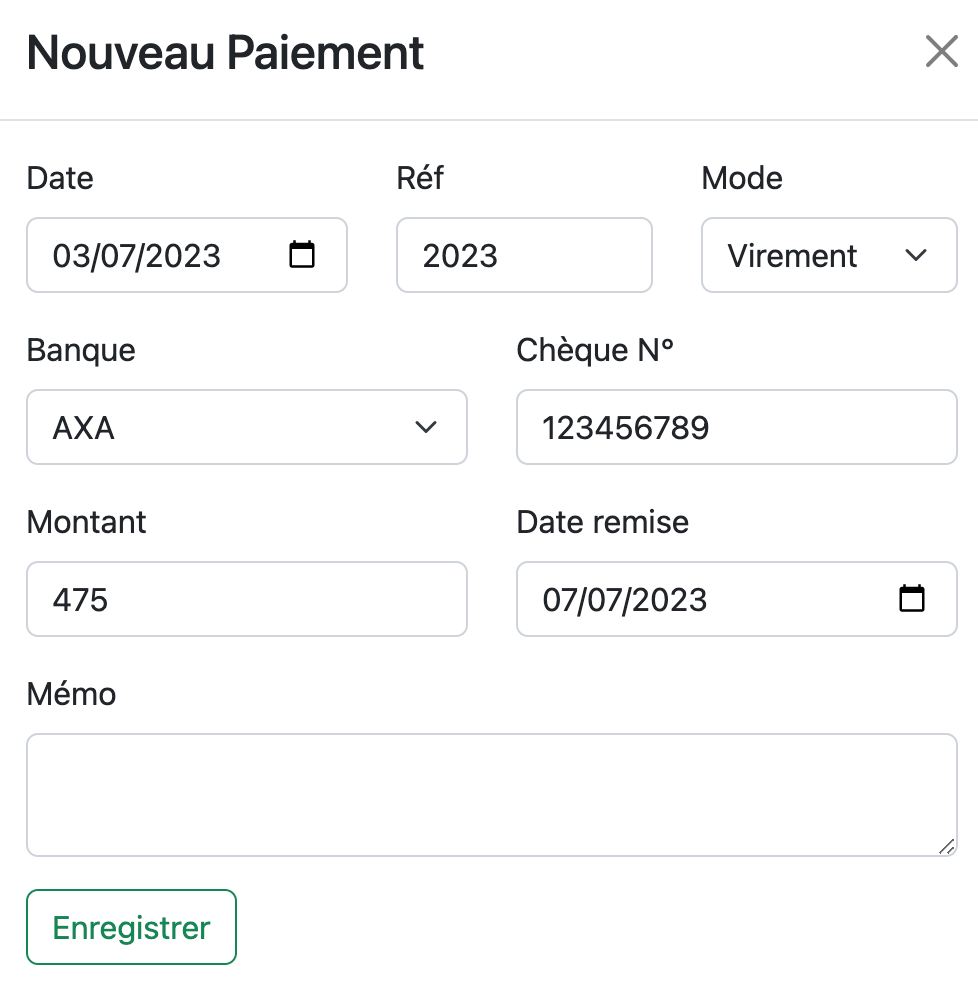 Nouveau Paiement
Date Réf Mode
03/07/2023 2023 Virement
Banque Chèque N°
AXA 123456789
Montant Date remise
475 07/07/2023
Mémo
Enregistrer